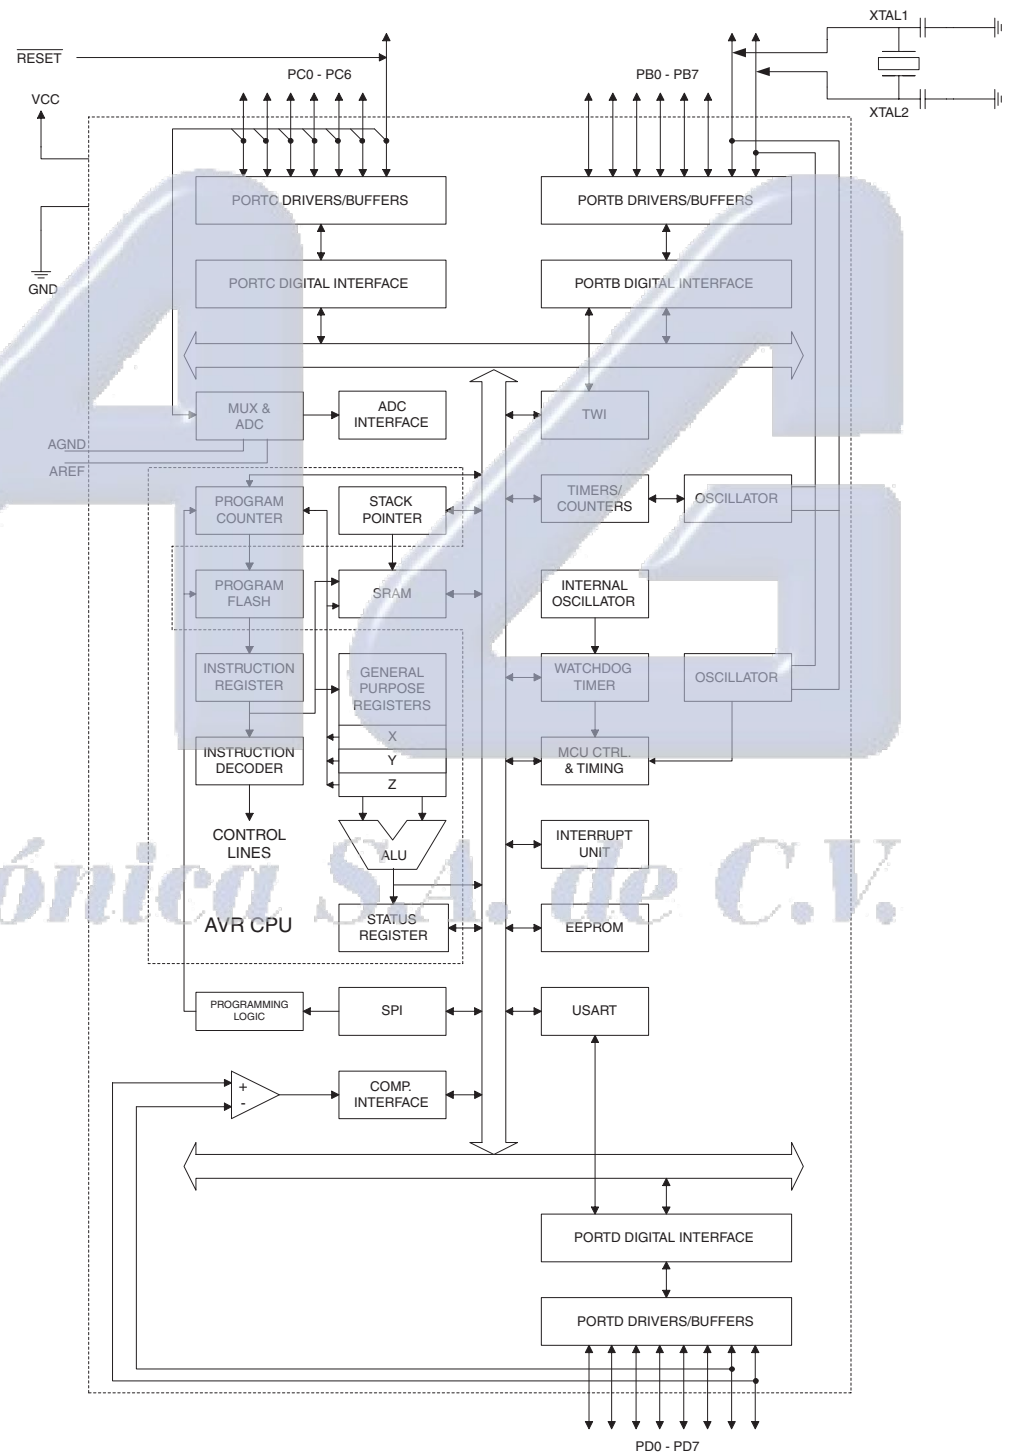 XTAL1
RESET
PC0 - PC6
PB0 - PB7
VCC
XTAL2
PORTC DRIVERS/BUFFERS
PORTB DRIVERS/BUFFERS
PORTC DIGITAL INTERFACE
PORTB DIGITAL INTERFACE
GND
MUX &
ADC
ADC
INTERFACE
TWI
AGND
AREF
PROGRAM
COUNTER
STACK
POINTER
TIMERS/
COUNTERS
OSCILLATOR
PROGRAM
FLASH
SRAM
INTERNAL
OSCILLATOR
INSTRUCTION
REGISTER
GENERAL
PURPOSE
REGISTERS
WATCHDOG
TIMER
OSCILLATOR
X
Y
Z
INSTRUCTION
DECODER
MCU CTRL.
& TIMING
CONTROL
LINES
ALU
INTERRUPT
UNIT
ónica S.A. de C.V.
AVR CPU
STATUS
REGISTER
EEPROM
PROGRAMMING
LOGIC
SPI
USART
+
-
COMP.
INTERFACE
PORTD DIGITAL INTERFACE
PORTD DRIVERS/BUFFERS
PD0 - PD7